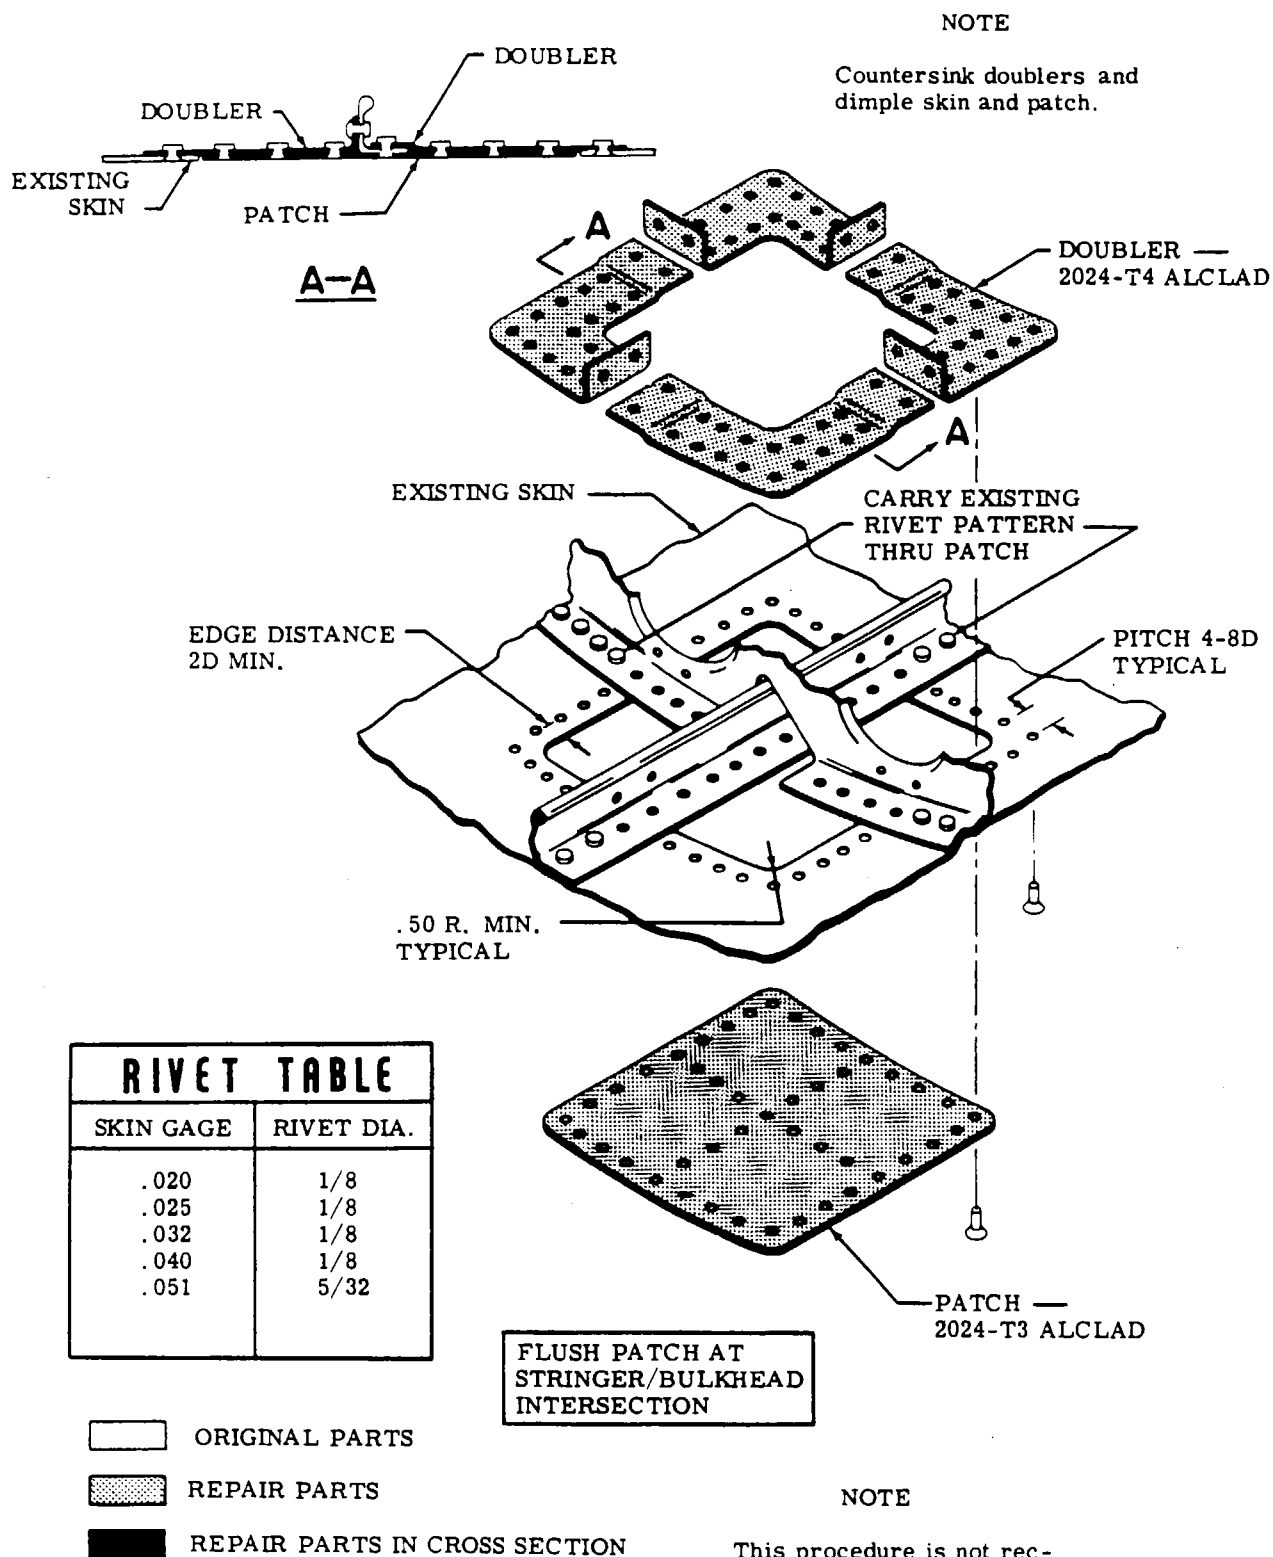 NOTE
Countersink doublers and
dimple skin and patch.
DOUBLER
DOUBLER
EXISTING
SKIN
PATCH
A-A
A
DOUBLER —
2024-T4 ALCLAD
A
EXISTING SKIN
CARRY EXISTING
RIVET PATTERN
THRU PATCH
EDGE DISTANCE
2D MIN.
PITCH 4-8D
TYPICAL
.50 R. MIN.
TYPICAL
RIVET TABLE
SKIN GAGE RIVET DIA.
.020 1/8
.025 1/8
.032 1/8
.040 1/8
.051 5/32
PATCH —
2024-T3 ALCLAD
FLUSH PATCH AT
STRINGER/BULKHEAD
INTERSECTION
ORIGINAL PARTS
REPAIR PARTS
REPAIR PARTS IN CROSS SECTION
NOTE
This procedure is not rec-